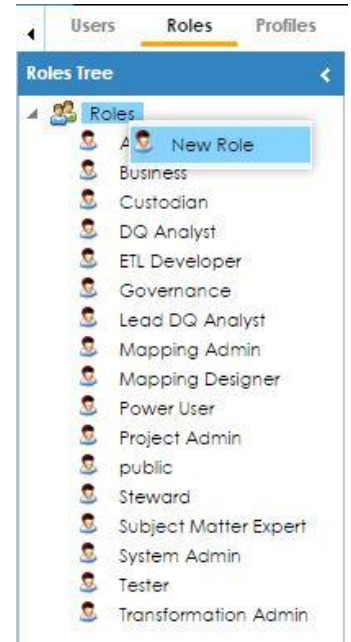 Users Roles Profiles
Roles Tree
Roles
New Role
Business
Custodian
DQ Analyst
ETL Developer
Governance
Lead DQ Analyst
Mapping Admin
Mapping Designer
Power User
Project Admin
public
Steward
Subject Matter Expert
System Admin
Tester
Transformation Admin